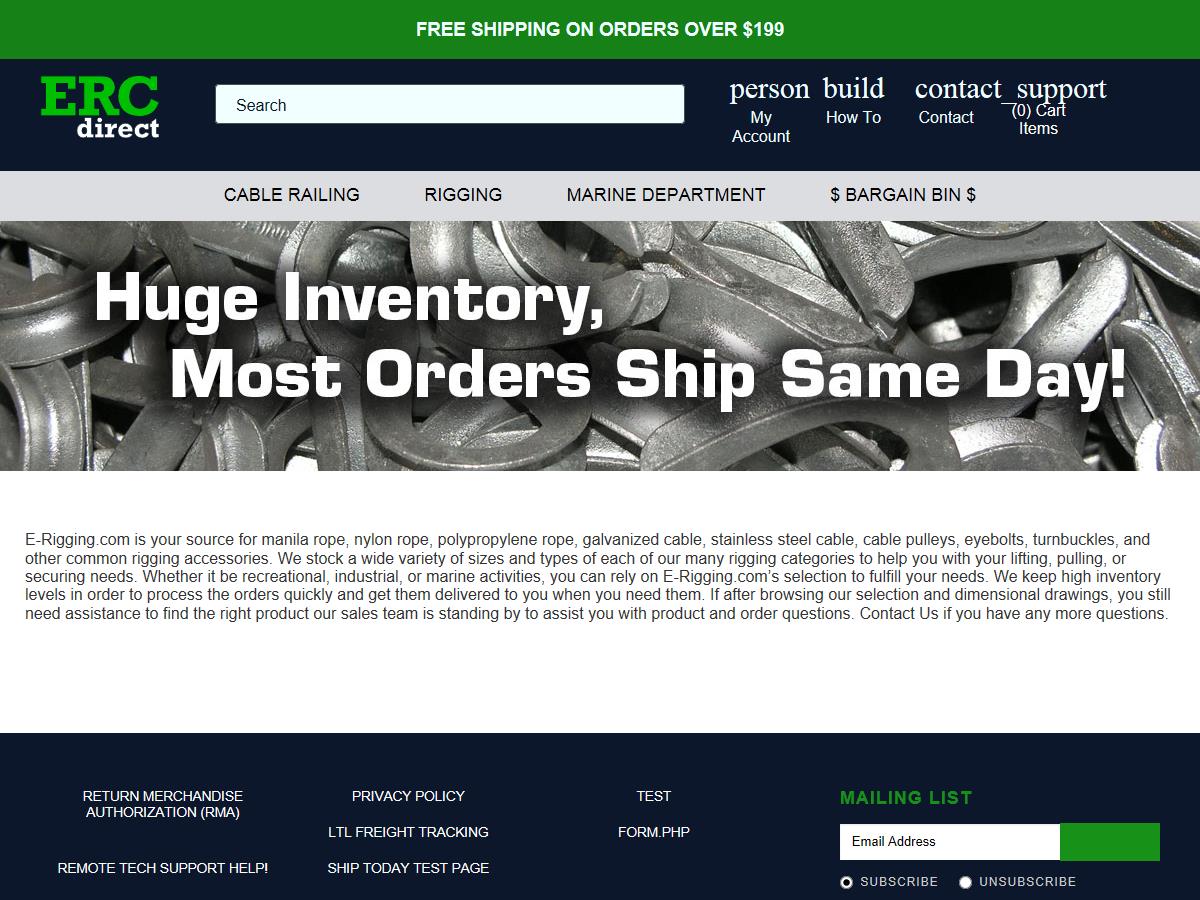 FREE SHIPPING ON ORDERS OVER $199
ERC
direct
Search
person build contact_support
My Account
How To
Contact
(0) Cart Items
CABLE RAILING RIGGING MARINE DEPARTMENT $ BARGAIN BIN $
Huge Inventory,
Most Orders Ship Same Day!
E-Rigging.com is your source for manila rope, nylon rope, polypropylene rope, galvanized cable, stainless steel cable, cable pulleys, eyebolts, turnbuckles, and
other common rigging accessories. We stock a wide variety of sizes and types of each of our many rigging categories to help you with your lifting, pulling, or
securing needs. Whether it be recreational, industrial, or marine activities, you can rely on E-Rigging.com's selection to fulfill your needs. We keep high inventory
levels in order to process the orders quickly and get them delivered to you when you need them. If after browsing our selection and dimensional drawings, you still
need assistance to find the right product our sales team is standing by to assist you with product and order questions. Contact Us if you have any more questions.
RETURN MERCHANDISE
AUTHORIZATION (RMA)
REMOTE TECH SUPPORT HELP!
PRIVACY POLICY
LTL FREIGHT TRACKING
SHIP TODAY TEST PAGE
TEST
FORM.PHP
MAILING LIST
Email Address
SUBSCRIBE UNSUBSCRIBE